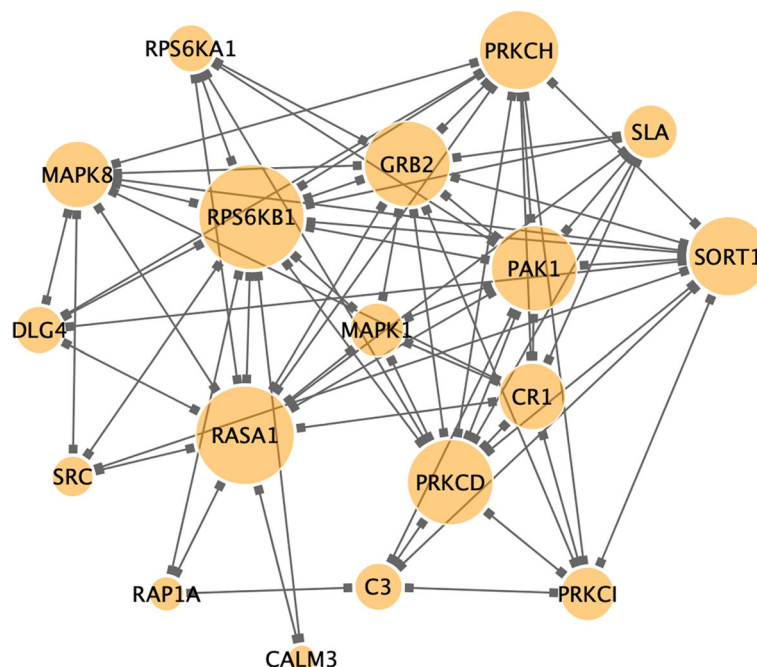 RPS6KA1
PRKCH
SLA
GRB2
MAPK8
RPS6KB1
SORT1
PAK1
DLG4
MAPK1
CR1
RASA1
SRC
PRKCD
C3
RAP1A
PRKCI
CALM3